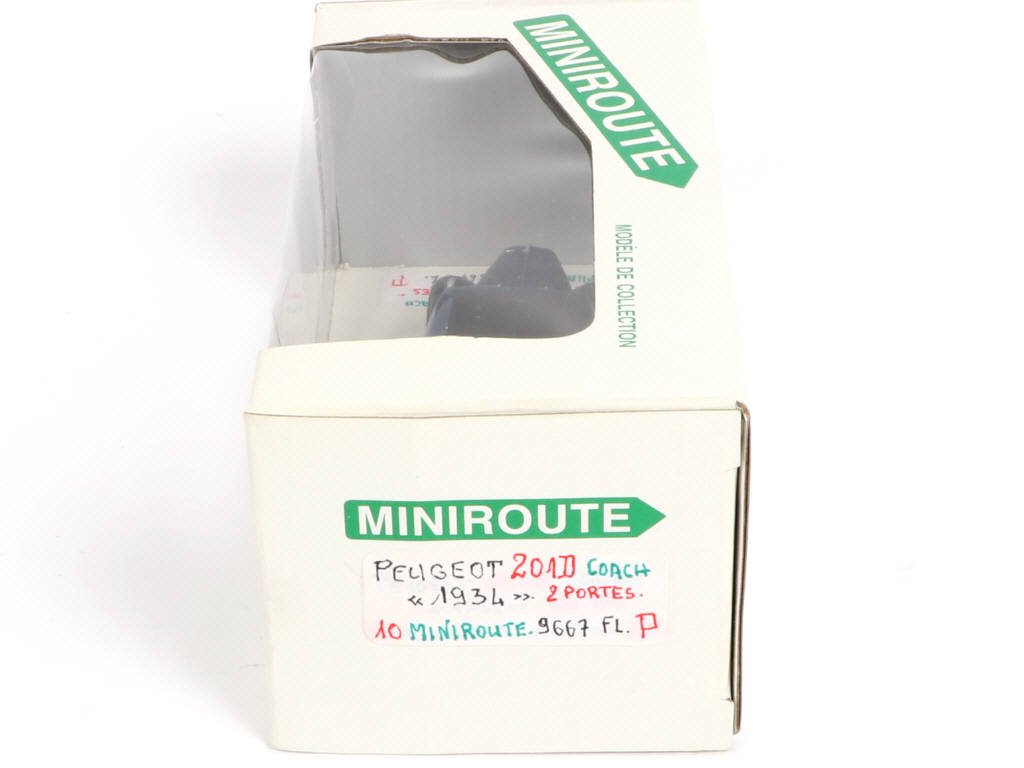 MINIROUTE
MODÈLE DE COLLECTION
MINIROUTE
PEUGEOT 201D COACH
« 1934 ». 2 PORTES.
10 MINIROUTE. 9667 FL. P